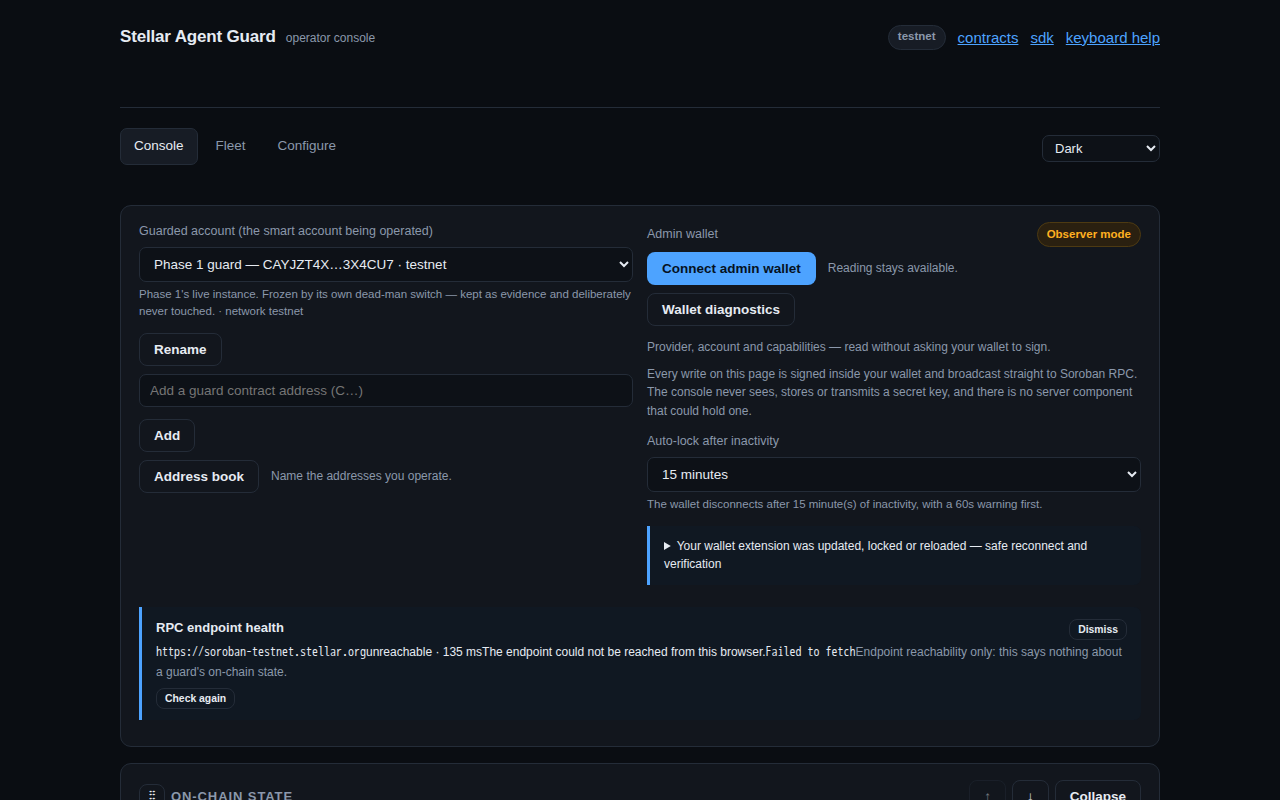 Stellar Agent Guard operator console
testnet contracts sdk keyboard help
Console Fleet Configure
Dark
Guarded account (the smart account being operated)
Phase 1 guard — CAYJZT4X…3X4CU7 · testnet
Phase 1's live instance. Frozen by its own dead-man switch — kept as evidence and deliberately
never touched. · network testnet
Rename
Add a guard contract address (C…)
Add
Address book Name the addresses you operate.
Admin wallet Observer mode
Connect admin wallet Reading stays available.
Wallet diagnostics
Provider, account and capabilities — read without asking your wallet to sign.
Every write on this page is signed inside your wallet and broadcast straight to Soroban RPC.
The console never sees, stores or transmits a secret key, and there is no server component
that could hold one.
Auto-lock after inactivity
15 minutes
The wallet disconnects after 15 minute(s) of inactivity, with a 60s warning first.
▶ Your wallet extension was updated, locked or reloaded — safe reconnect and
verification
RPC endpoint health Dismiss
https://soroban-testnet.stellar.orgunreachable · 135 msThe endpoint could not be reached from this browser.Failed to fetchEndpoint reachability only: this says nothing about
a guard's on-chain state.
Check again
ON-CHAIN STATE ↑ ↓ Collapse